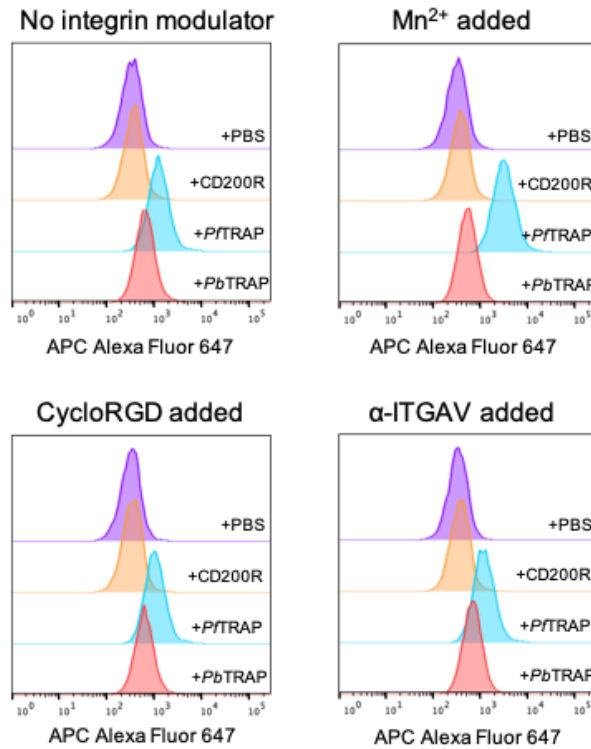 No integrin modulator
+PBS
+CD200R
+PfTRAP
+PbTRAP
10⁰ 10¹ 10² 10³ 10⁴ 10⁵
APC Alexa Fluor 647
Mn²⁺ added
+PBS
+CD200R
+PfTRAP
+PbTRAP
10⁰ 10¹ 10² 10³ 10⁴ 10⁵
APC Alexa Fluor 647
CycloRGD added
+PBS
+CD200R
+PfTRAP
+PbTRAP
10⁰ 10¹ 10² 10³ 10⁴ 10⁵
APC Alexa Fluor 647
α-ITGAV added
+PBS
+CD200R
+PfTRAP
+PbTRAP
10⁰ 10¹ 10² 10³ 10⁴ 10⁵
APC Alexa Fluor 647